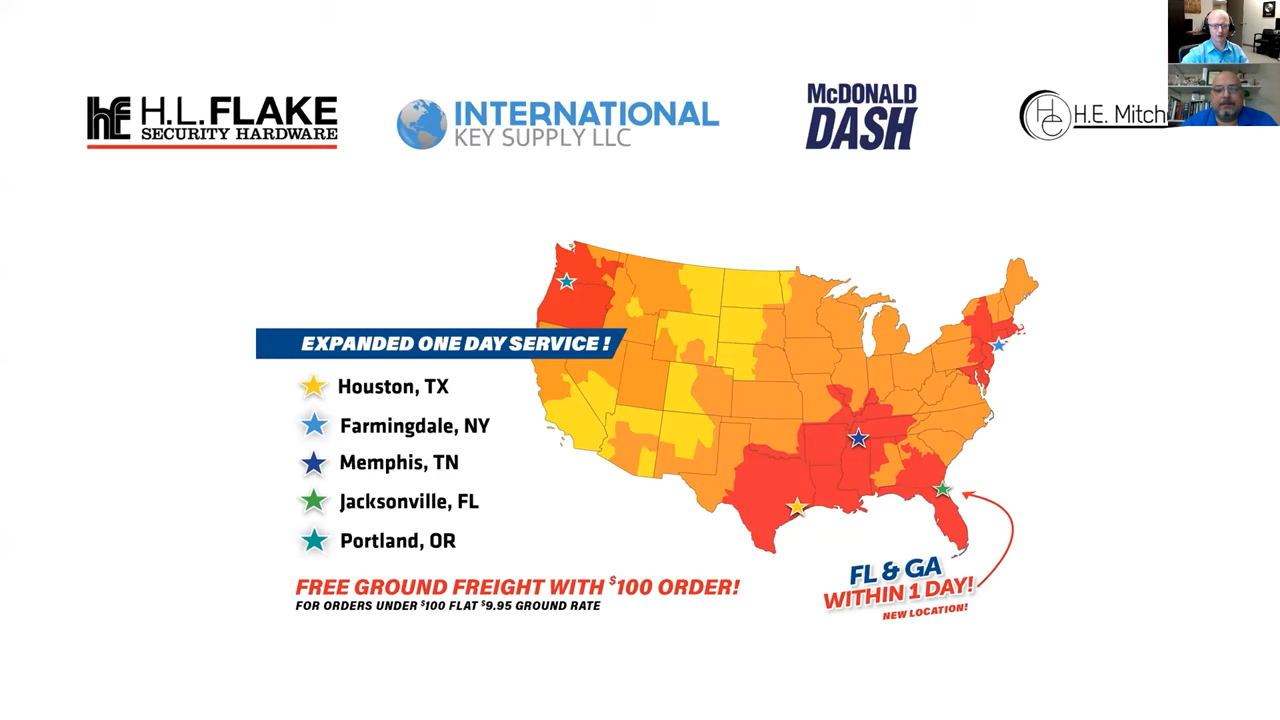 H.L.FLAKE
SECURITY HARDWARE
INTERNATIONAL
KEY SUPPLY LLC
McDONALD
DASH
H.E. Mitch
EXPANDED ONE DAY SERVICE !
Houston, TX
Farmingdale, NY
Memphis, TN
Jacksonville, FL
Portland, OR
FREE GROUND FREIGHT WITH $100 ORDER!
FOR ORDERS UNDER $100 FLAT $9.95 GROUND RATE
FL & GA
WITHIN 1 DAY!
NEW LOCATION!